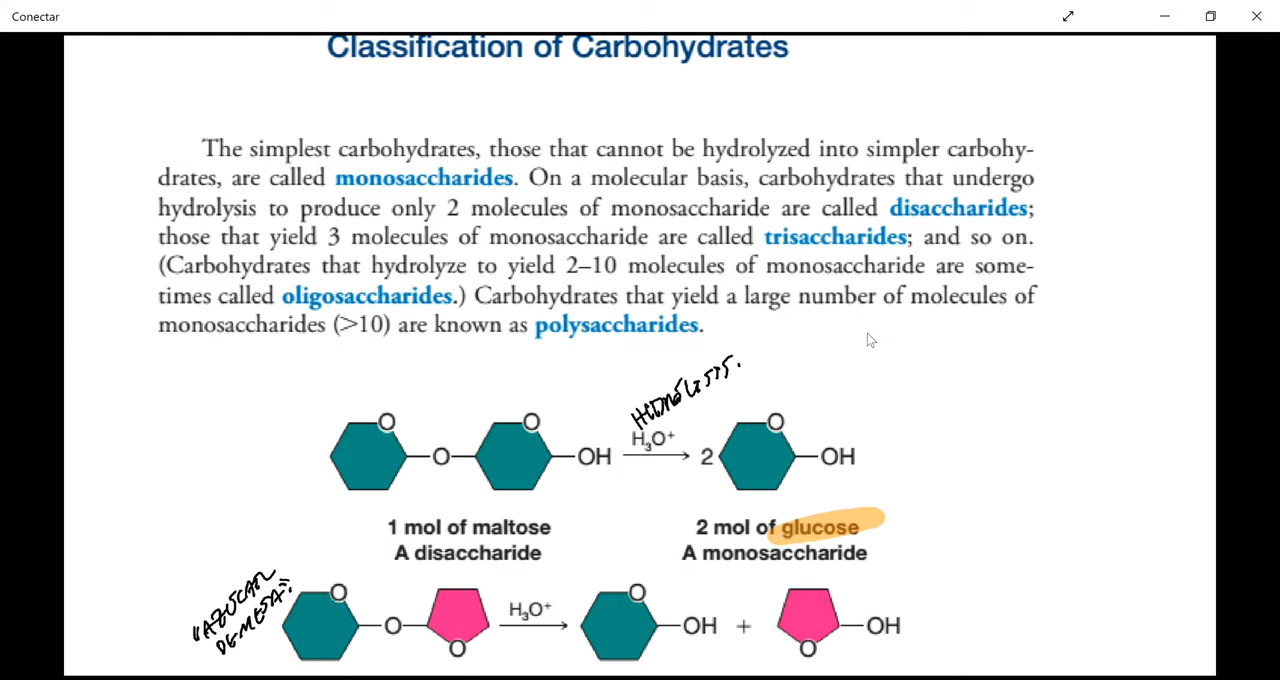 Conectar
Classification of Carbohydrates
The simplest carbohydrates, those that cannot be hydrolyzed into simpler carbohy-
drates, are called monosaccharides. On a molecular basis, carbohydrates that undergo
hydrolysis to produce only 2 molecules of monosaccharide are called disaccharides;
those that yield 3 molecules of monosaccharide are called trisaccharides; and so on.
(Carbohydrates that hydrolyze to yield 2–10 molecules of monosaccharide are some-
times called oligosaccharides.) Carbohydrates that yield a large number of molecules of
monosaccharides (>10) are known as polysaccharides.
O O O
H₃O⁺
O OH 2 OH
1 mol of maltose 2 mol of glucose
A disaccharide A monosaccharide
"AZUCAR
DE MESA"
O O
H₃O⁺
O OH + OH
O O